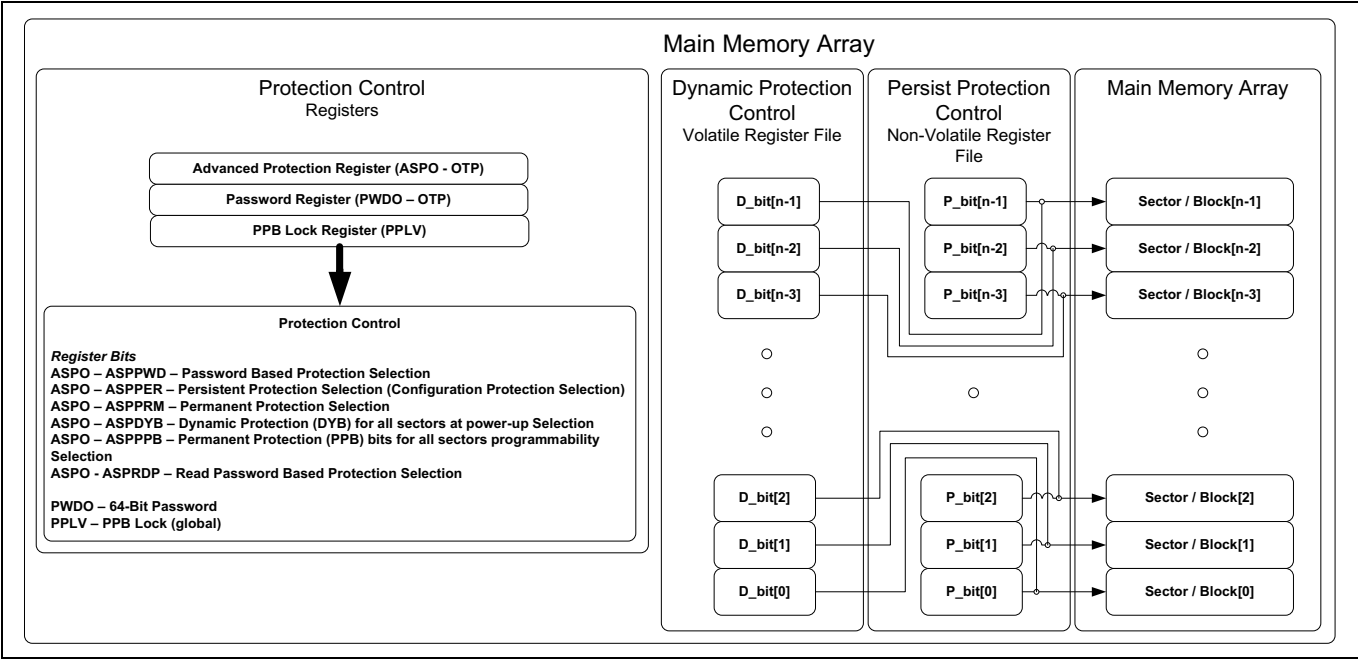 Main Memory Array
Protection Control
Registers
Advanced Protection Register (ASPO - OTP)
Password Register (PWDO – OTP)
PPB Lock Register (PPLV)
Protection Control
Register Bits
ASPO – ASPPWD – Password Based Protection Selection
ASPO – ASPPER – Persistent Protection Selection (Configuration Protection Selection)
ASPO – ASPPRM – Permanent Protection Selection
ASPO – ASPDYB – Dynamic Protection (DYB) for all sectors at power-up Selection
ASPO – ASPPPB – Permanent Protection (PPB) bits for all sectors programmability
Selection
ASPO - ASPRDP – Read Password Based Protection Selection
PWDO – 64-Bit Password
PPLV – PPB Lock (global)
Dynamic Protection
Control
Volatile Register File
D_bit[n-1]
D_bit[n-2]
D_bit[n-3]
D_bit[2]
D_bit[1]
D_bit[0]
Persist Protection
Control
Non-Volatile Register
File
P_bit[n-1]
P_bit[n-2]
P_bit[n-3]
P_bit[2]
P_bit[1]
P_bit[0]
Main Memory Array
Sector / Block[n-1]
Sector / Block[n-2]
Sector / Block[n-3]
Sector / Block[2]
Sector / Block[1]
Sector / Block[0]